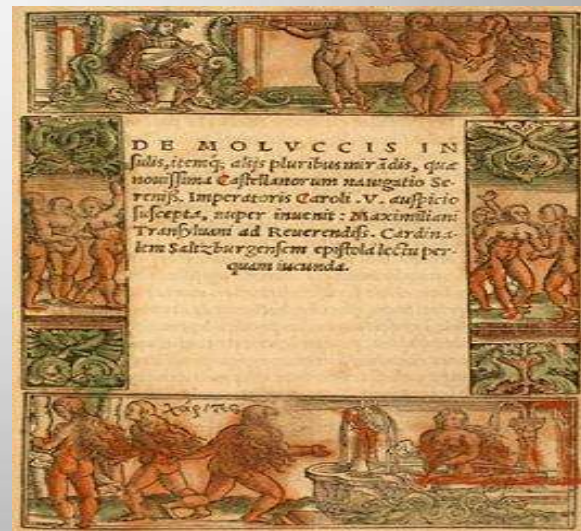 DE MOLVCCIS IN
sulis, itemq; alijs pluribus mirādis, quæ
nouissima Castellanorum nauigatio Se-
reniss. Imperatoris Caroli .V. auspicio
suscepta, nuper inuenit: Maximiliani
Transyluani ad Reuerendiss. Cardina-
lem Saltzburgensem epistola lectu per-
quam iucunda.